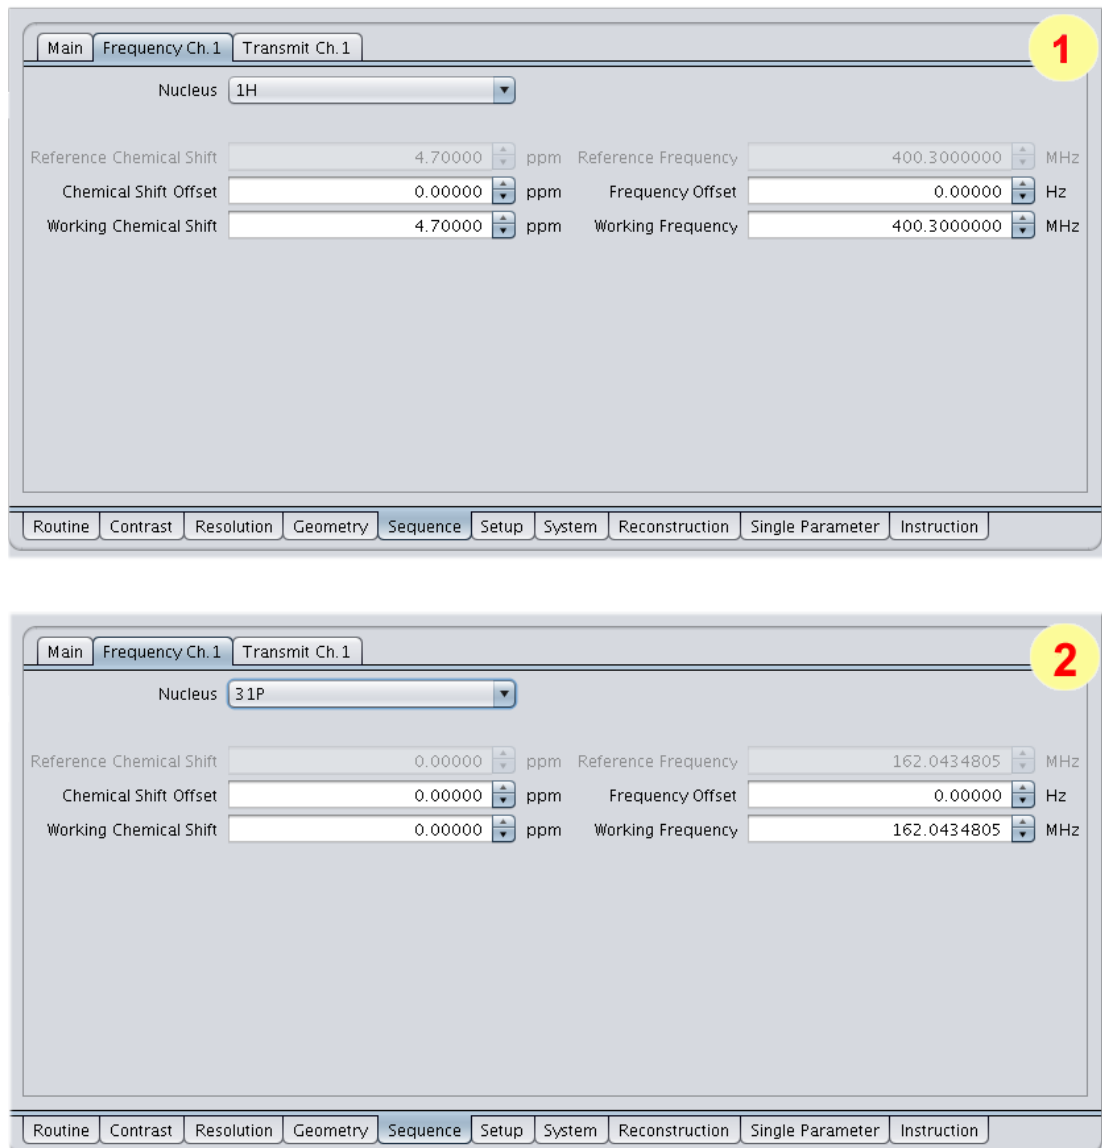 Main Frequency Ch.1 Transmit Ch.1 1
Nucleus 1H
Reference Chemical Shift 4.70000 ppm Reference Frequency 400.3000000 MHz
Chemical Shift Offset 0.00000 ppm Frequency Offset 0.00000 Hz
Working Chemical Shift 4.70000 ppm Working Frequency 400.3000000 MHz
Routine Contrast Resolution Geometry Sequence Setup System Reconstruction Single Parameter Instruction
Main Frequency Ch.1 Transmit Ch.1 2
Nucleus 31P
Reference Chemical Shift 0.00000 ppm Reference Frequency 162.0434805 MHz
Chemical Shift Offset 0.00000 ppm Frequency Offset 0.00000 Hz
Working Chemical Shift 0.00000 ppm Working Frequency 162.0434805 MHz
Routine Contrast Resolution Geometry Sequence Setup System Reconstruction Single Parameter Instruction